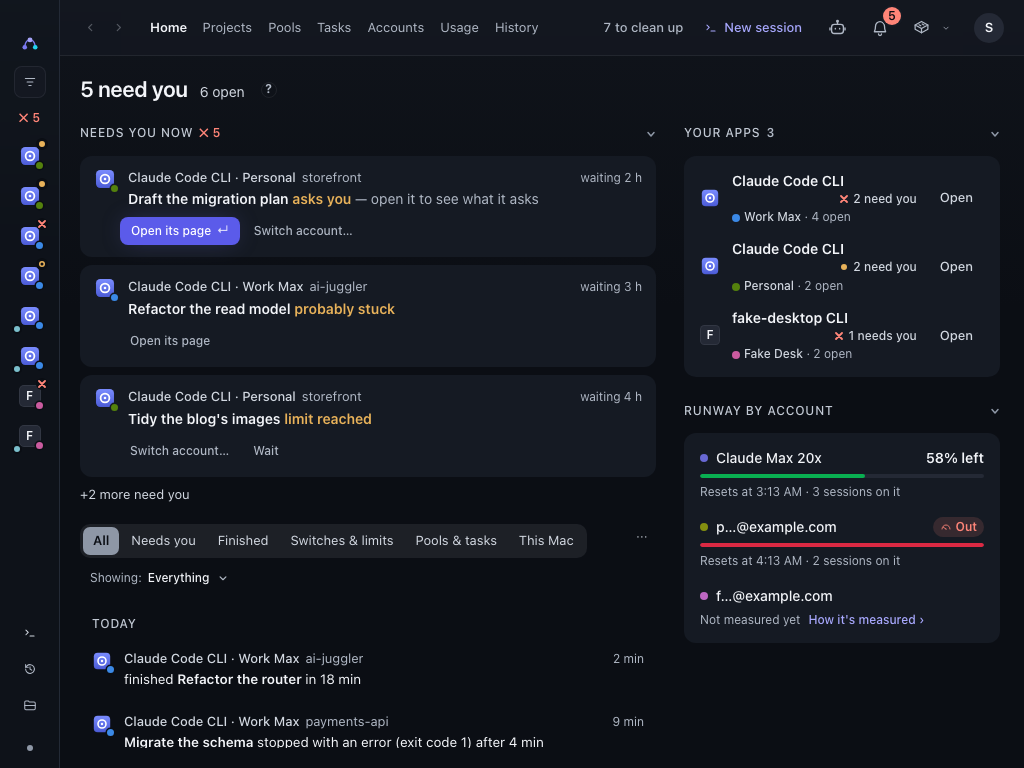 Home Projects Pools Tasks Accounts Usage History 7 to clean up New session 5 S
5 need you 6 open ?
5
NEEDS YOU NOW 5
Claude Code CLI · Personal storefront waiting 2 h
Draft the migration plan asks you — open it to see what it asks
Open its page ↵ Switch account...
Claude Code CLI · Work Max ai-juggler waiting 3 h
Refactor the read model probably stuck
Open its page
Claude Code CLI · Personal storefront waiting 4 h
Tidy the blog's images limit reached
Switch account... Wait
+2 more need you
All Needs you Finished Switches & limits Pools & tasks This Mac ...
Showing: Everything
TODAY
Claude Code CLI · Work Max ai-juggler 2 min
finished Refactor the router in 18 min
Claude Code CLI · Work Max payments-api 9 min
Migrate the schema stopped with an error (exit code 1) after 4 min
F
F
YOUR APPS 3
Claude Code CLI
2 need you Open
Work Max · 4 open
Claude Code CLI
2 need you Open
Personal · 2 open
F fake-desktop CLI
1 needs you Open
Fake Desk · 2 open
RUNWAY BY ACCOUNT
Claude Max 20x 58% left
Resets at 3:13 AM · 3 sessions on it
p...@example.com Out
Resets at 4:13 AM · 2 sessions on it
f...@example.com
Not measured yet How it's measured ›